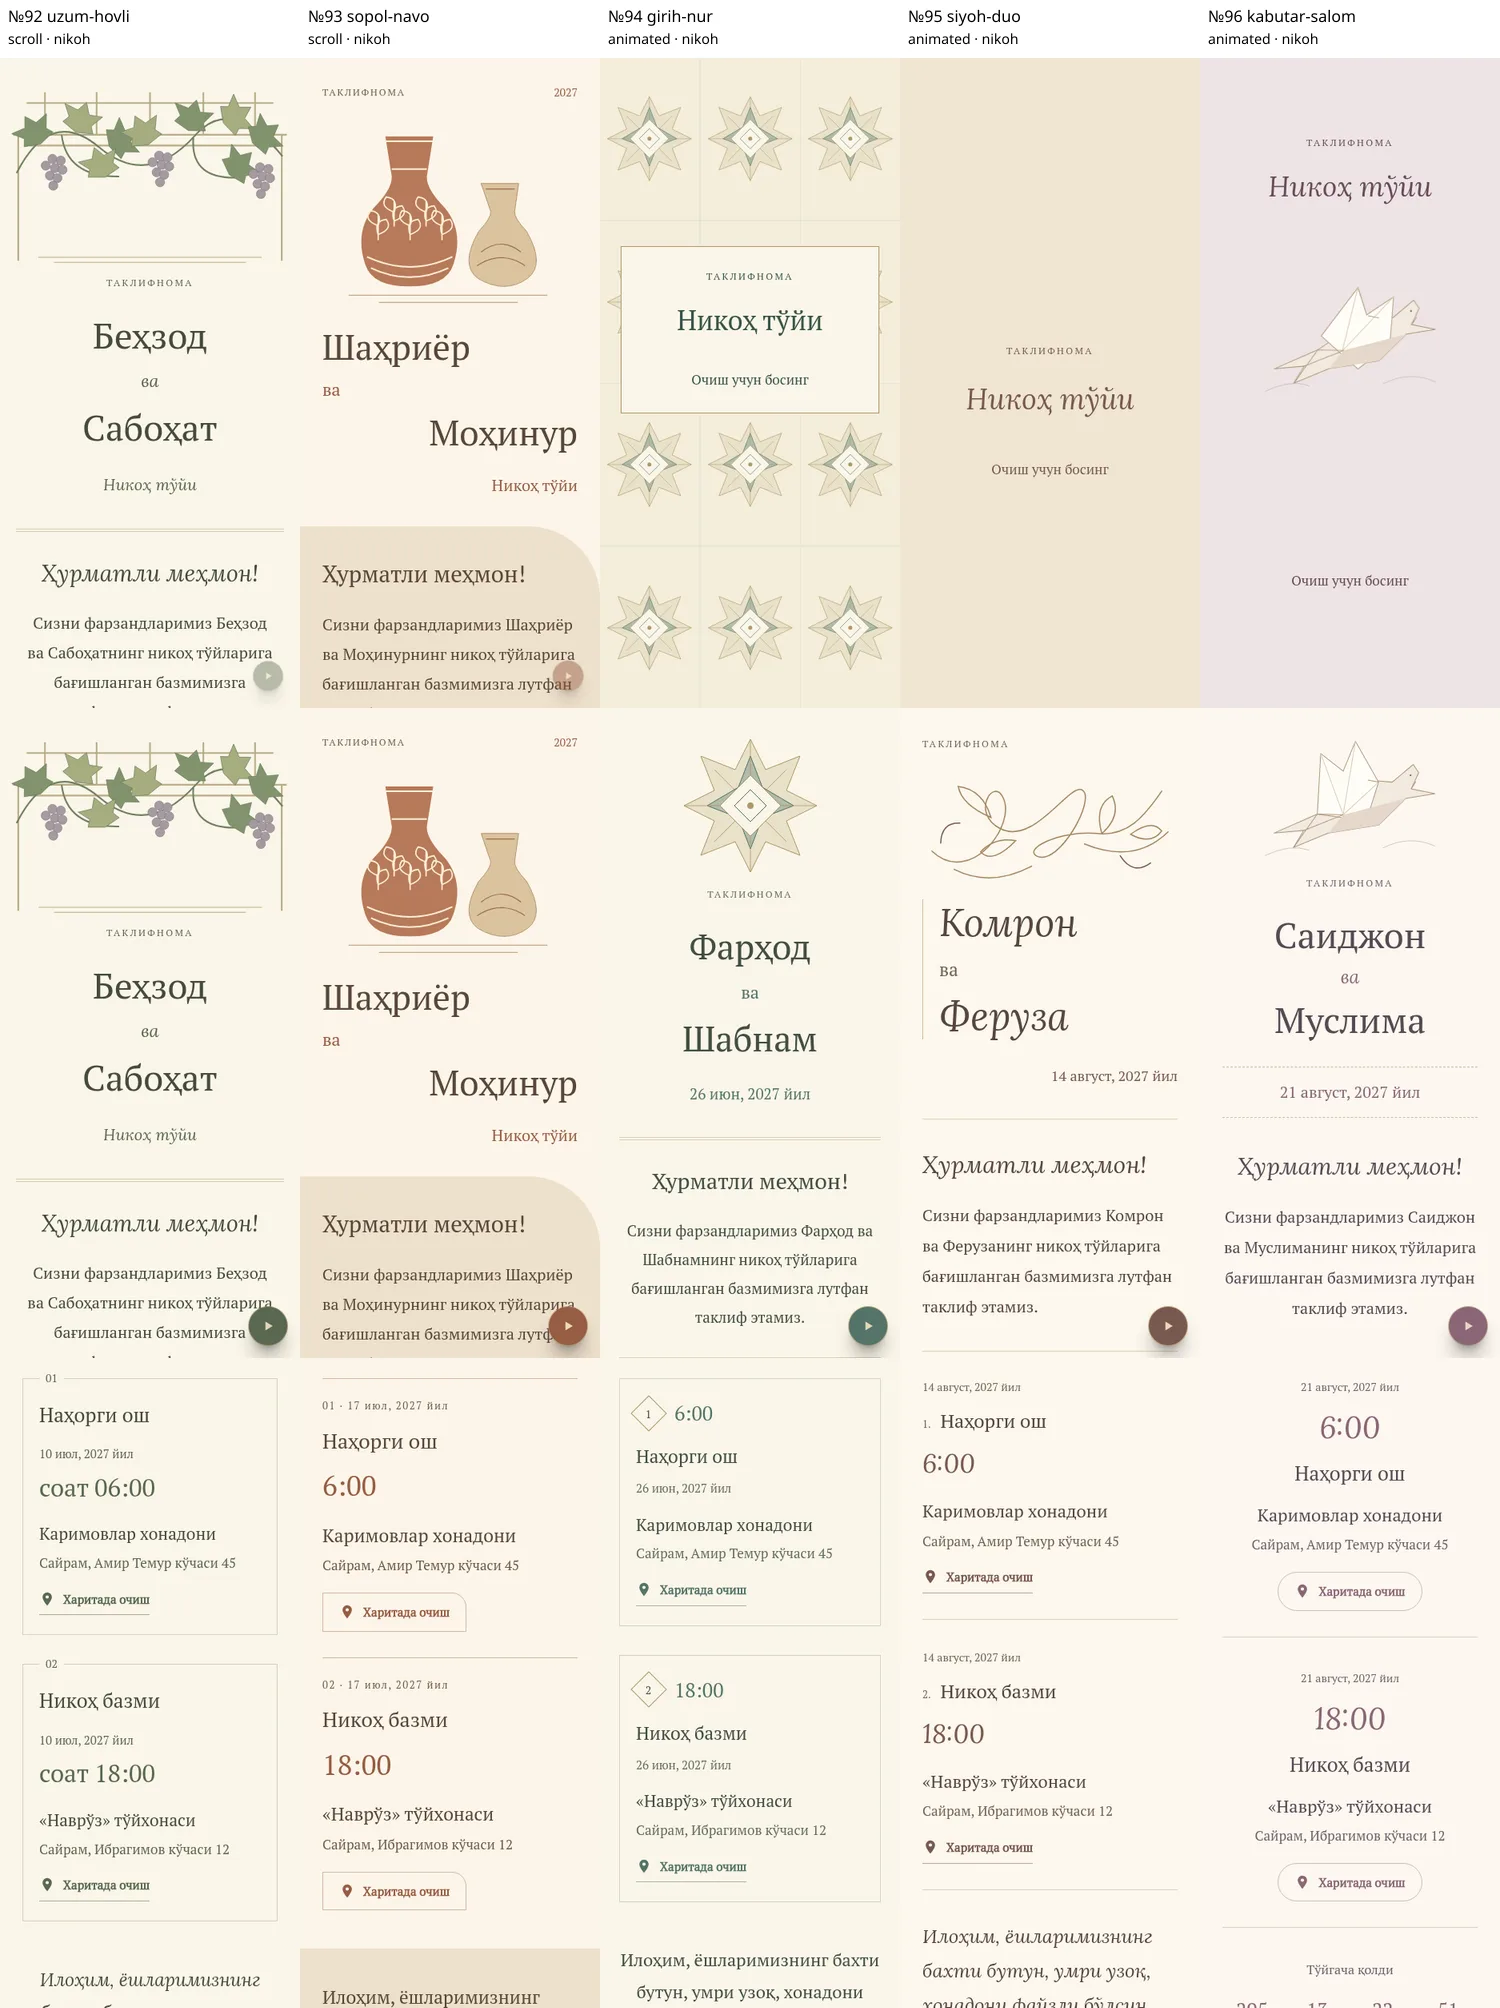 №92 uzum-hovli
scroll · nikoh
№93 sopol-navo
scroll · nikoh
№94 girih-nur
animated · nikoh
№95 siyoh-duo
animated · nikoh
№96 kabutar-salom
animated · nikoh
ТАКЛИФНОМА
Беҳзод
ва
Сабоҳат
Никоҳ тўйи
Ҳурматли меҳмон!
Сизни фарзандларимиз Беҳзод
ва Сабоҳатнинг никоҳ тўйларига
бағишланган базмимизга
ТАКЛИФНОМА
2027
Шаҳриёр
ва
Моҳинур
Никоҳ тўйи
Ҳурматли меҳмон!
Сизни фарзандларимиз Шаҳриёр
ва Моҳинурнинг никоҳ тўйларига
бағишланган базмимизга лутфан
ТАКЛИФНОМА
Никоҳ тўйи
Очиш учун босинг
ТАКЛИФНОМА
Никоҳ тўйи
Очиш учун босинг
ТАКЛИФНОМА
Никоҳ тўйи
Очиш учун босинг
ТАКЛИФНОМА
Беҳзод
ва
Сабоҳат
Никоҳ тўйи
Ҳурматли меҳмон!
Сизни фарзандларимиз Беҳзод
ва Сабоҳатнинг никоҳ тўйларига
бағишланган базмимизга
ТАКЛИФНОМА
2027
Шаҳриёр
ва
Моҳинур
Никоҳ тўйи
Ҳурматли меҳмон!
Сизни фарзандларимиз Шаҳриёр
ва Моҳинурнинг никоҳ тўйларига
бағишланган базмимизга
ТАКЛИФНОМА
Фарҳод
ва
Шабнам
26 июн, 2027 йил
Ҳурматли меҳмон!
Сизни фарзандларимиз Фарҳод ва
Шабнамнинг никоҳ тўйларига
бағишланган базмимизга лутфан
таклиф этамиз.
ТАКЛИФНОМА
Комрон
ва
Феруза
14 август, 2027 йил
Ҳурматли меҳмон!
Сизни фарзандларимиз Комрон
ва Ферузанинг никоҳ тўйларига
бағишланган базмимизга лутфан
таклиф этамиз.
ТАКЛИФНОМА
Саиджон
ва
Муслима
21 август, 2027 йил
Ҳурматли меҳмон!
Сизни фарзандларимиз Саиджон
ва Муслиманинг никоҳ тўйларига
бағишланган базмимизга лутфан
таклиф этамиз.
01
Наҳорги ош
10 июл, 2027 йил
соат 06:00
Каримовлар хонадони
Сайрам, Амир Темур кўчаси 45
Харитада очиш
02
Никоҳ базми
10 июл, 2027 йил
соат 18:00
«Наврўз» тўйхонаси
Сайрам, Ибрагимов кўчаси 12
Харитада очиш
Илоҳим, ёшларимизнинг
01 · 17 июл, 2027 йил
Наҳорги ош
6:00
Каримовлар хонадони
Сайрам, Амир Темур кўчаси 45
Харитада очиш
02 · 17 июл, 2027 йил
Никоҳ базми
18:00
«Наврўз» тўйхонаси
Сайрам, Ибрагимов кўчаси 12
Харитада очиш
Илоҳим, ёшларимизнинг
1
6:00
Наҳорги ош
26 июн, 2027 йил
Каримовлар хонадони
Сайрам, Амир Темур кўчаси 45
Харитада очиш
2
18:00
Никоҳ базми
26 июн, 2027 йил
«Наврўз» тўйхонаси
Сайрам, Ибрагимов кўчаси 12
Харитада очиш
Илоҳим, ёшларимизнинг бахти
бутун, умри узоқ, хонадони
14 август, 2027 йил
1. Наҳорги ош
6:00
Каримовлар хонадони
Сайрам, Амир Темур кўчаси 45
Харитада очиш
14 август, 2027 йил
2. Никоҳ базми
18:00
«Наврўз» тўйхонаси
Сайрам, Ибрагимов кўчаси 12
Харитада очиш
Илоҳим, ёшларимизнинг
бахти бутун, умри узоқ,
хонадони файзли бўлсин
21 август, 2027 йил
6:00
Наҳорги ош
Каримовлар хонадони
Сайрам, Амир Темур кўчаси 45
Харитада очиш
21 август, 2027 йил
18:00
Никоҳ базми
«Наврўз» тўйхонаси
Сайрам, Ибрагимов кўчаси 12
Харитада очиш
Тўйгача қолди